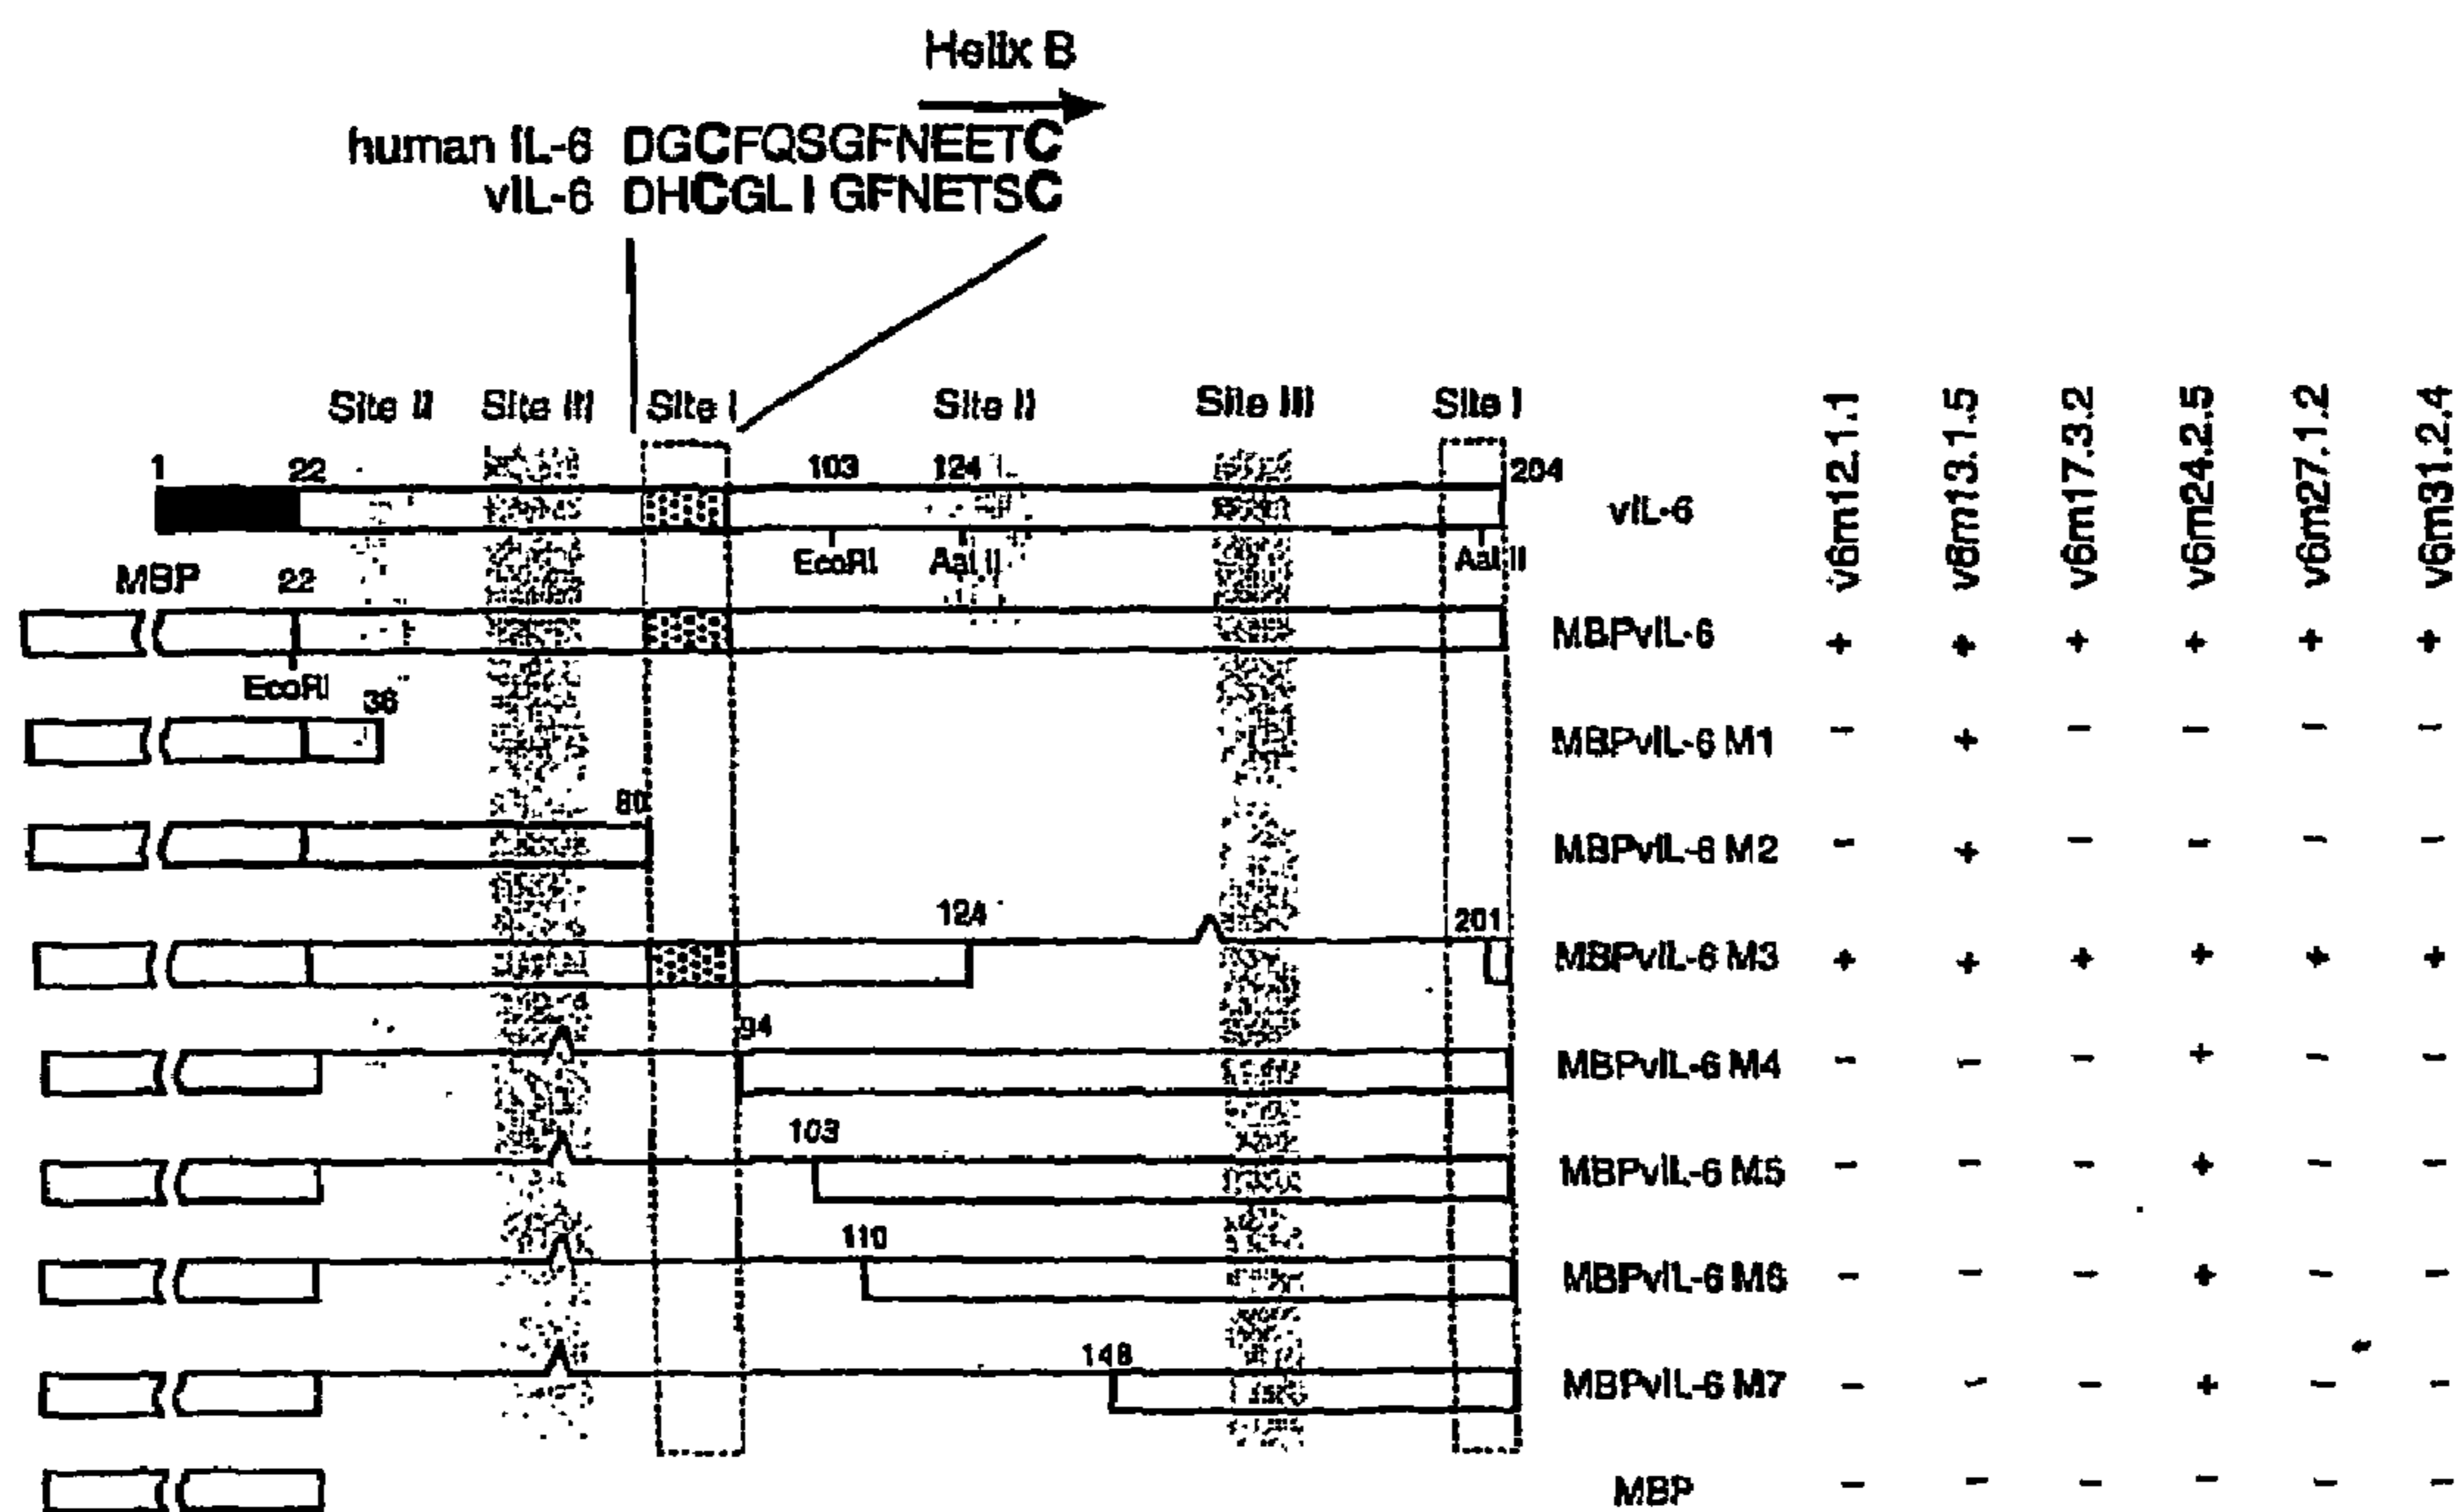 Helix B
human IL-6 DGCFQSGFNEETC
vIL-6 DHCGLIGFNETSC
Site II Site III Site I Site II Site III Site I
v6m12.1.1
v6m13.1.5
v6m17.3.2
v6m24.2.5
v6m27.1.2
v6m31.2.4
1 22 103 124 204
vIL-6
EcoRI Aat II Aat II
MBP 22
MBPvIL-6 + + + + + +
EcoRI 36
MBPvIL-6 M1 - + - - - -
80
MBPvIL-6 M2 - + - - - -
124 201
MBPvIL-6 M3 + + + + + +
94
MBPvIL-6 M4 - - - + - -
103
MBPvIL-6 M5 - - - + - -
110
MBPvIL-6 M6 - - - + - -
148
MBPvIL-6 M7 - - - + - -
MBP - - - - - -